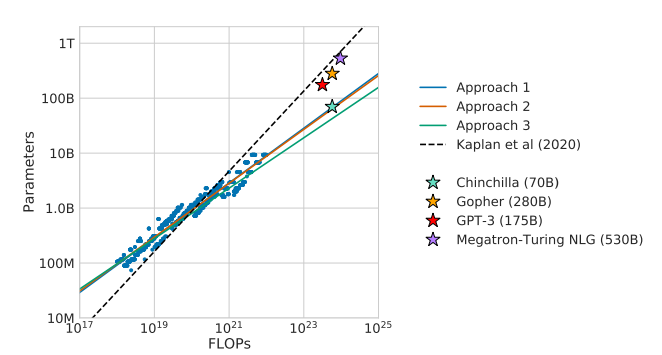 1T
100B
10B
1.0B
100M
10M
Parameters
10^17
10^19
10^21
10^23
10^25
FLOPs
Approach 1
Approach 2
Approach 3
Kaplan et al (2020)
Chinchilla (70B)
Gopher (280B)
GPT-3 (175B)
Megatron-Turing NLG (530B)